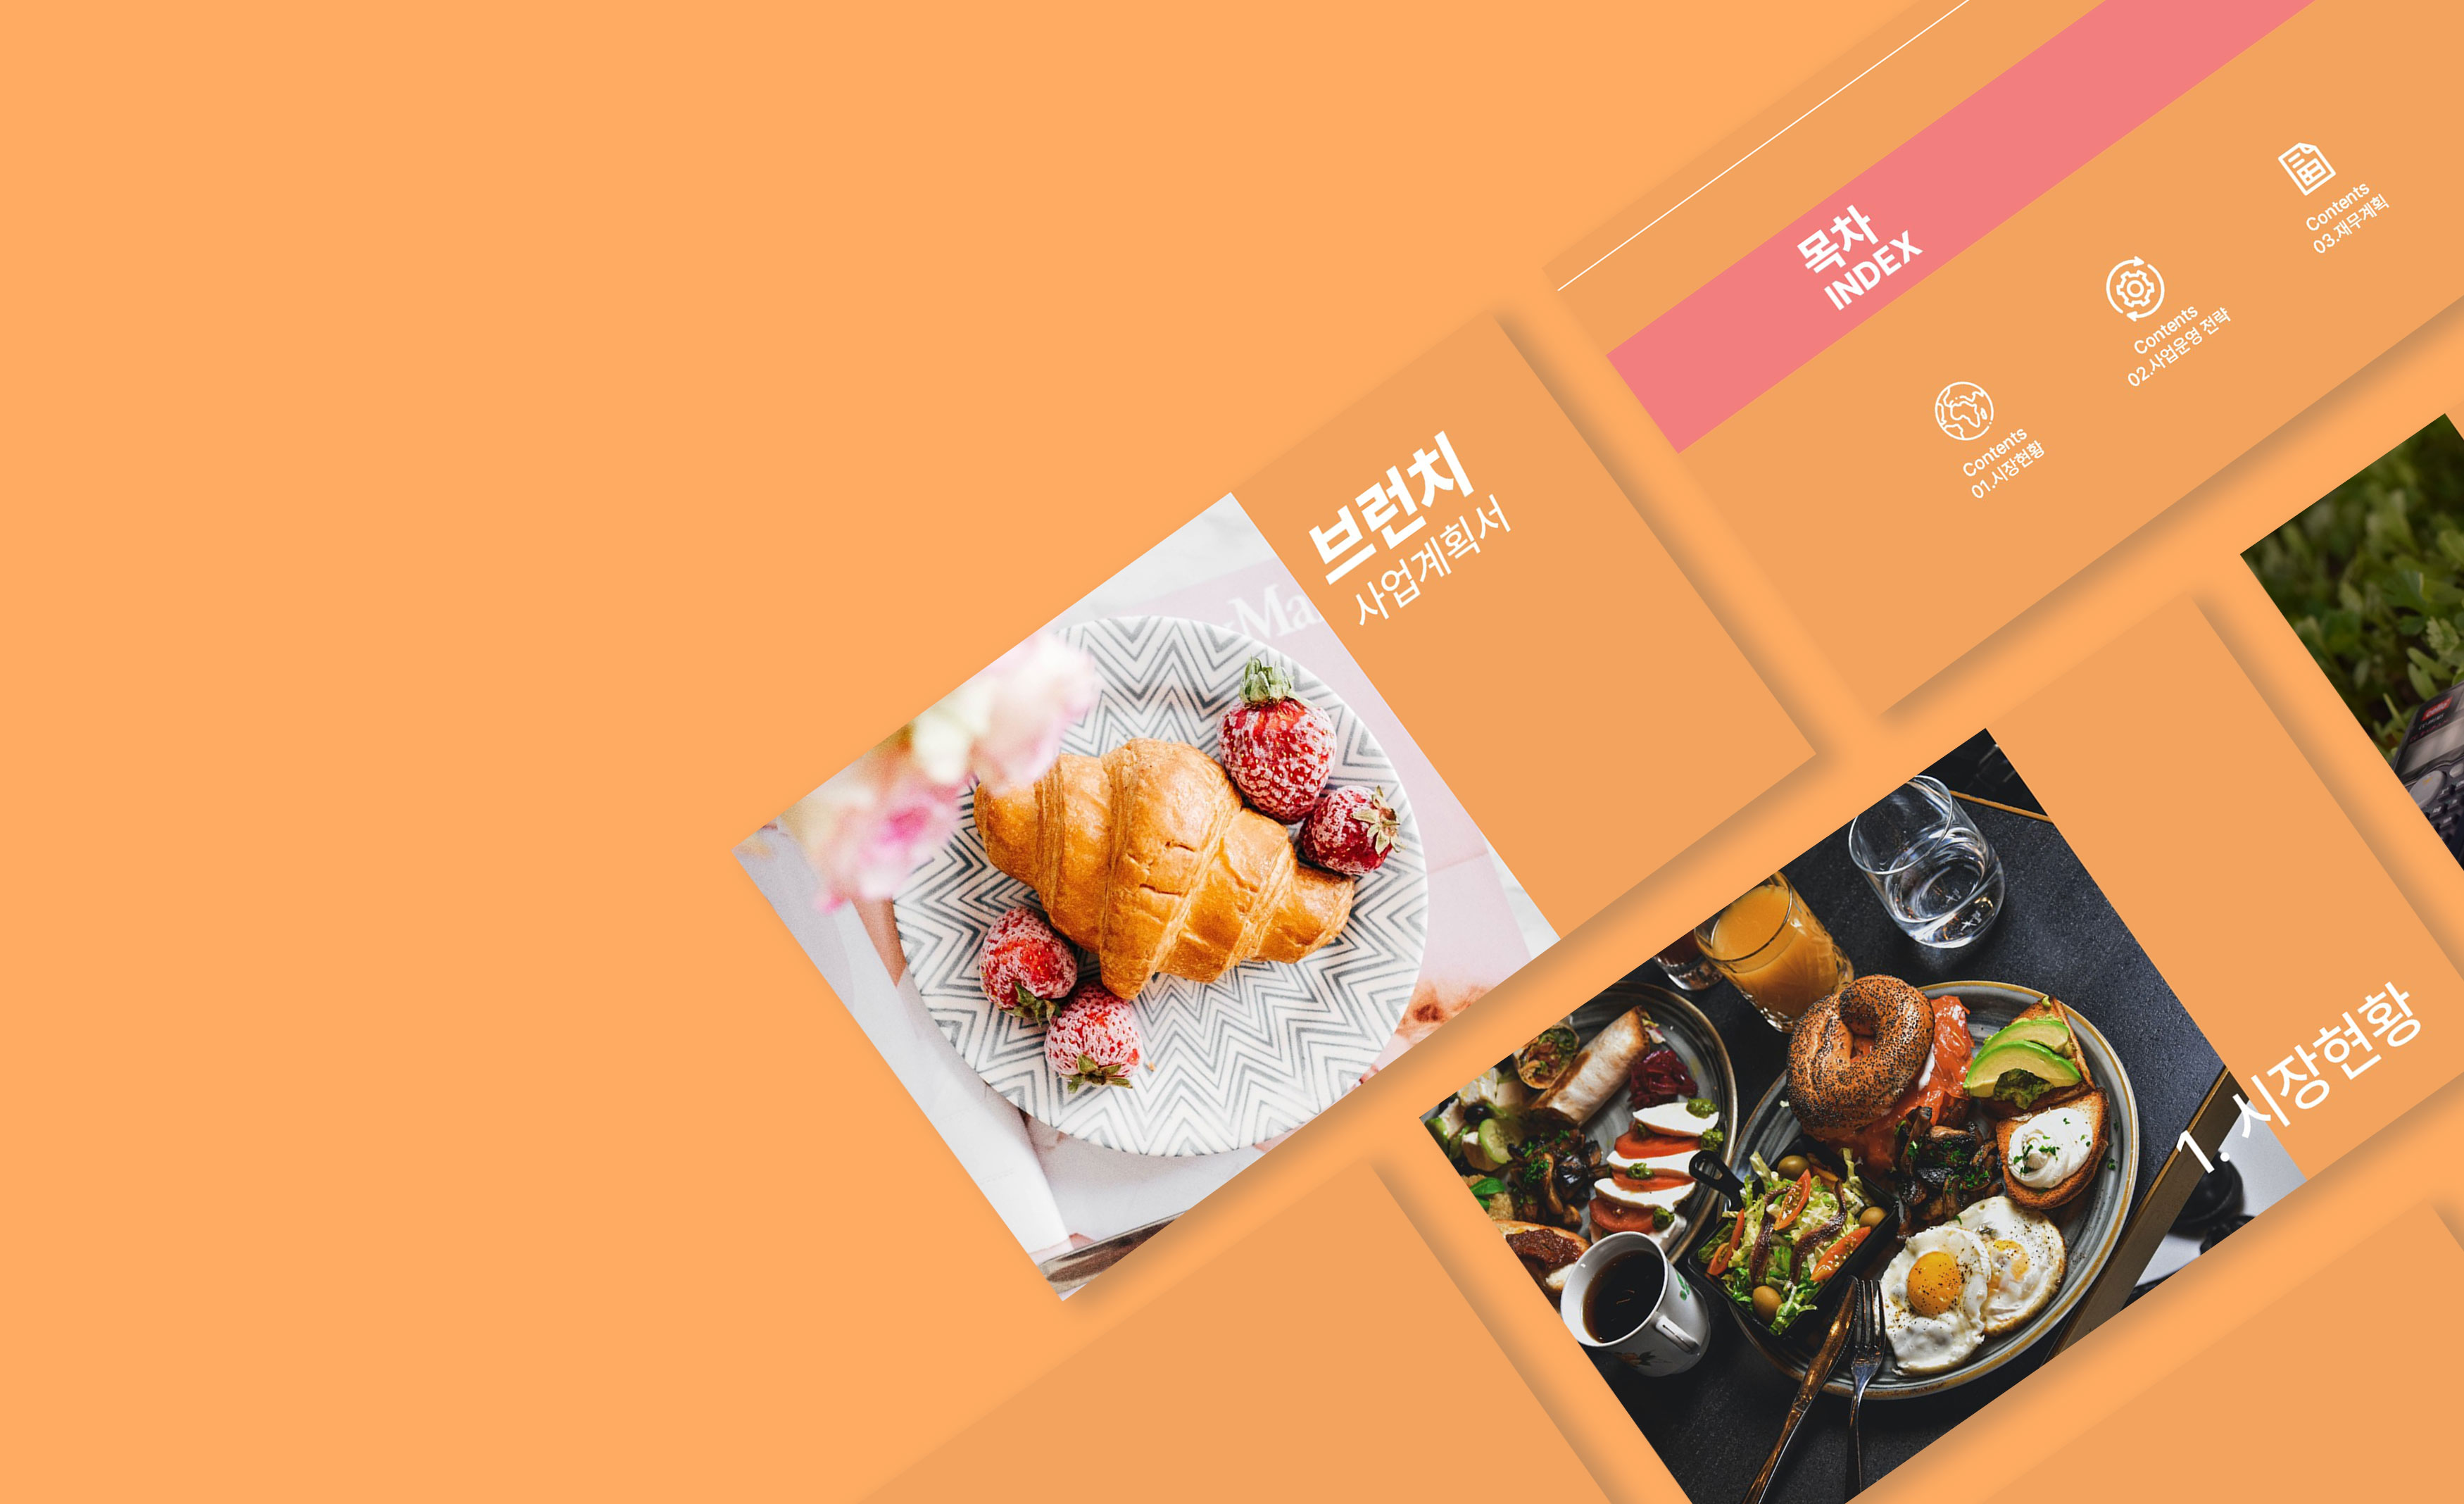 브런치
사업계획서
Ma
목차
INDEX
Contents
01.시장현황
Contents
02.사업운영 전략
Contents
03.재무계획
1. 시장현황